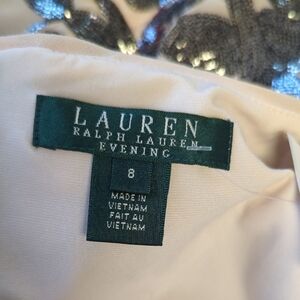 LAUREN
RALPH LAUREN
EVENING
8
MADE IN
VIETNAM
FAIT AU
VIETNAM